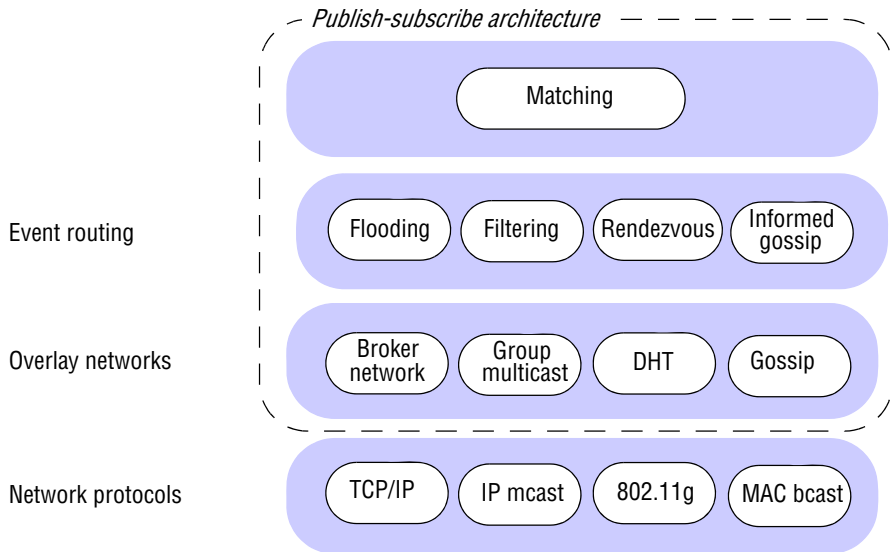 Publish-subscribe architecture
Matching
Event routing
Flooding
Filtering
Rendezvous
Informed
gossip
Overlay networks
Broker
network
Group
multicast
DHT
Gossip
Network protocols
TCP/IP
IP mcast
802.11g
MAC bcast